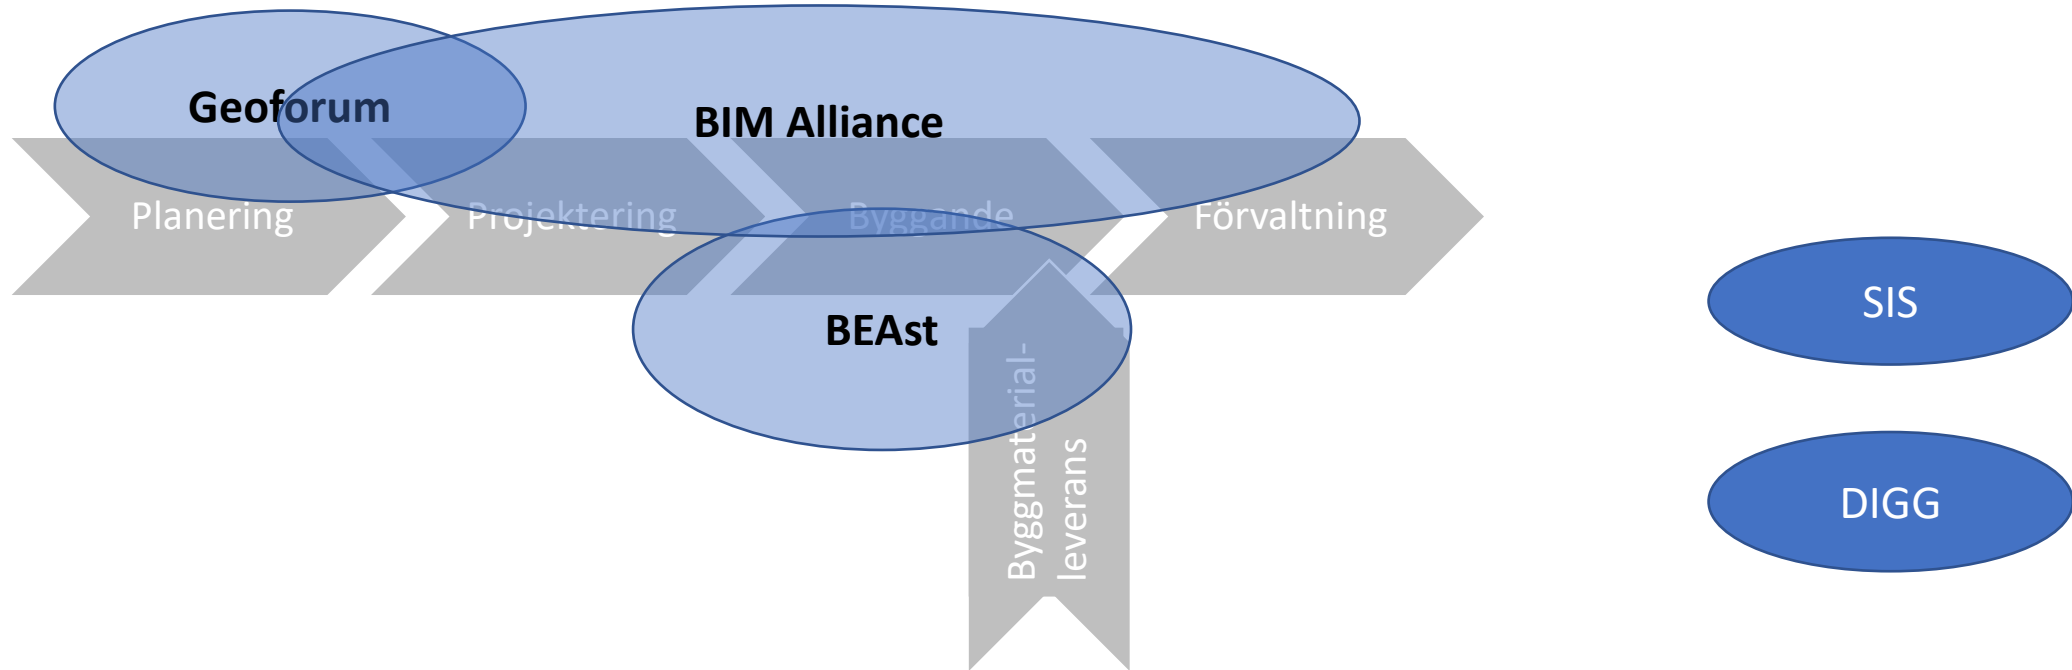 Geoforum
BIM Alliance
Planering
Projektering
Byggande
Förvaltning
BEAst
Byggmaterial-
leverans
SIS
DIGG